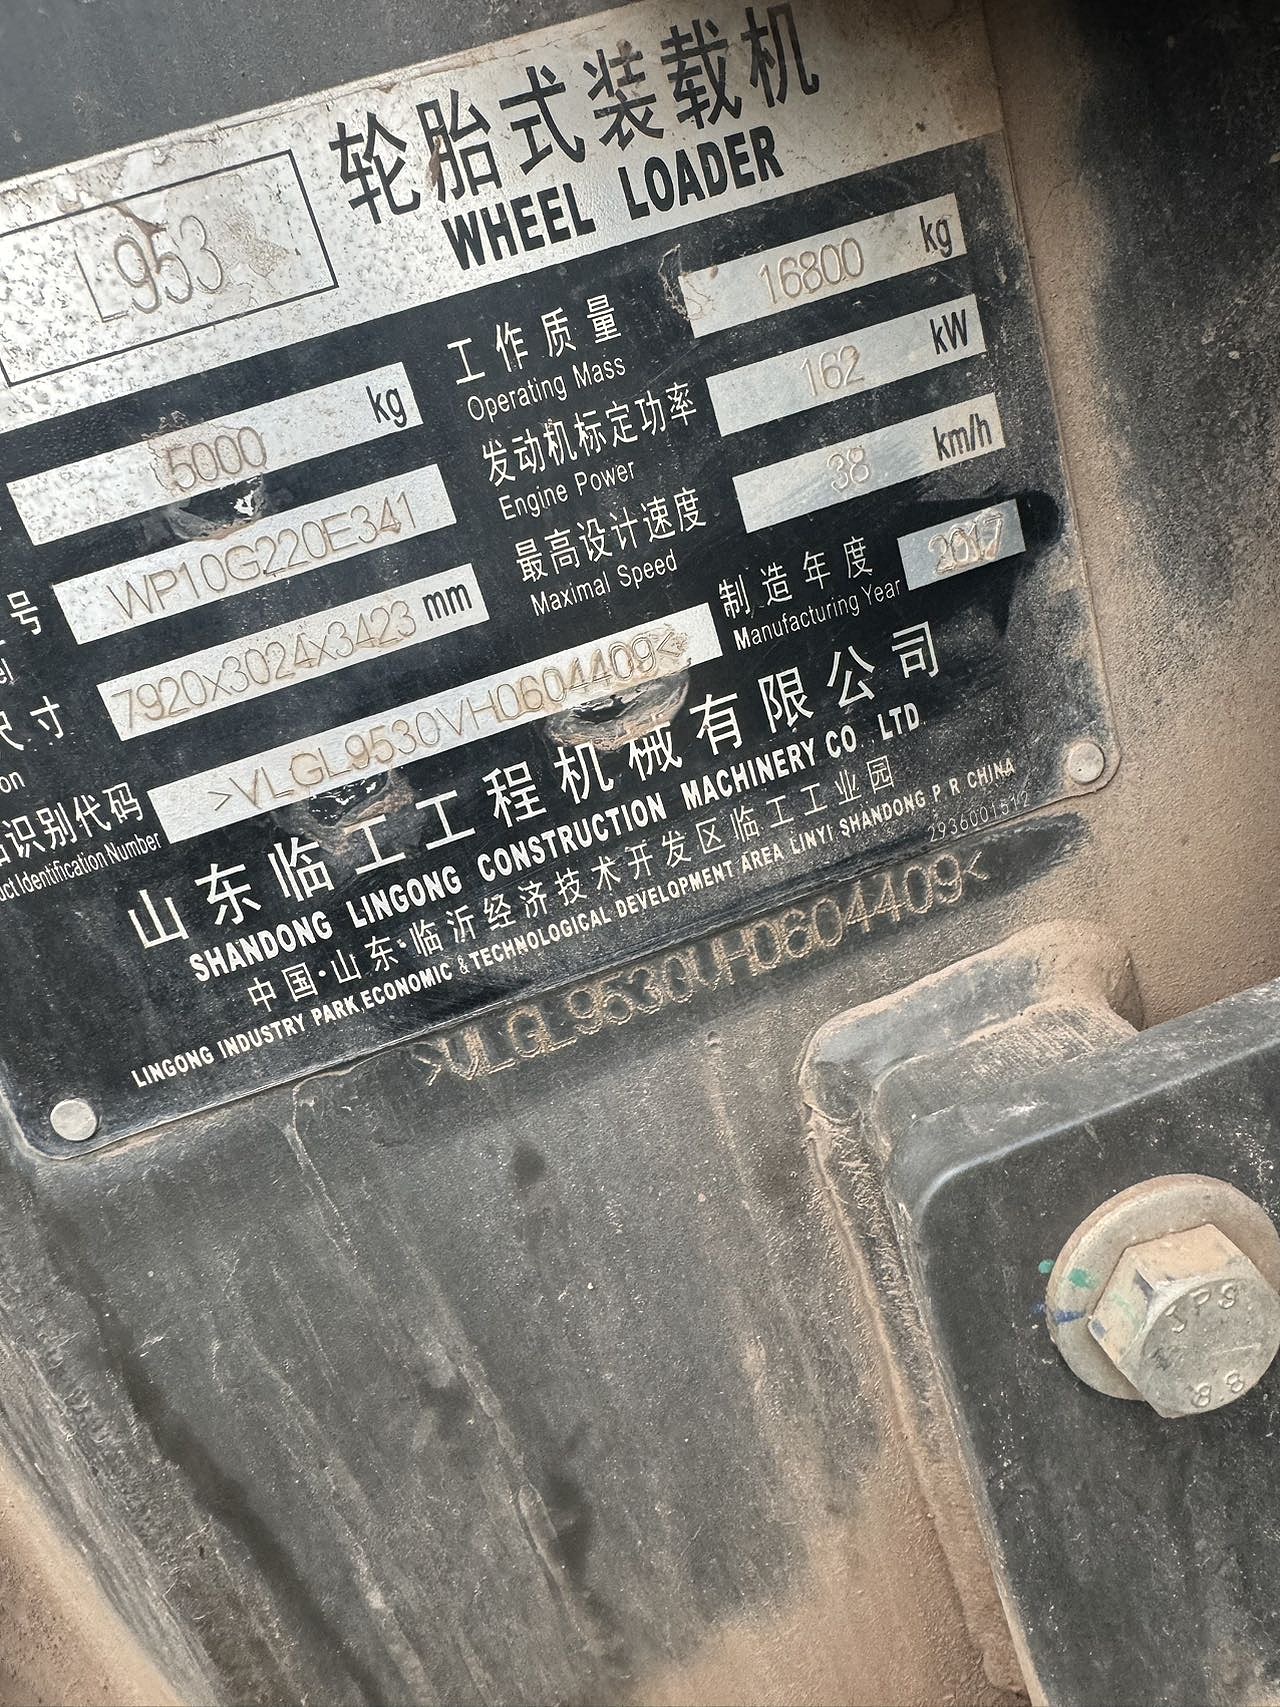 轮胎式装载机
WHEEL LOADER
L953
工作质量 16800 kg
Operating Mass
5000 kg
发动机标定功率 162 kW
Engine Power
WP10G220E341
最高设计速度 38 km/h
Maximal Speed
7920X3024X3423 mm
尺寸
制造年度 2017
Manufacturing Year
识别代码 >VLGL9530VH0604409<
Identification Number
山东临工工程机械有限公司
SHANDONG LINGONG CONSTRUCTION MACHINERY CO.,LTD.
中国·山东·临沂经济技术开发区临工工业园
LINGONG INDUSTRY PARK,ECONOMIC & TECHNOLOGICAL DEVELOPMENT AREA LINYI SHANDONG P R CHINA
2936001512
>VLGL9530VH0604409<
8.8